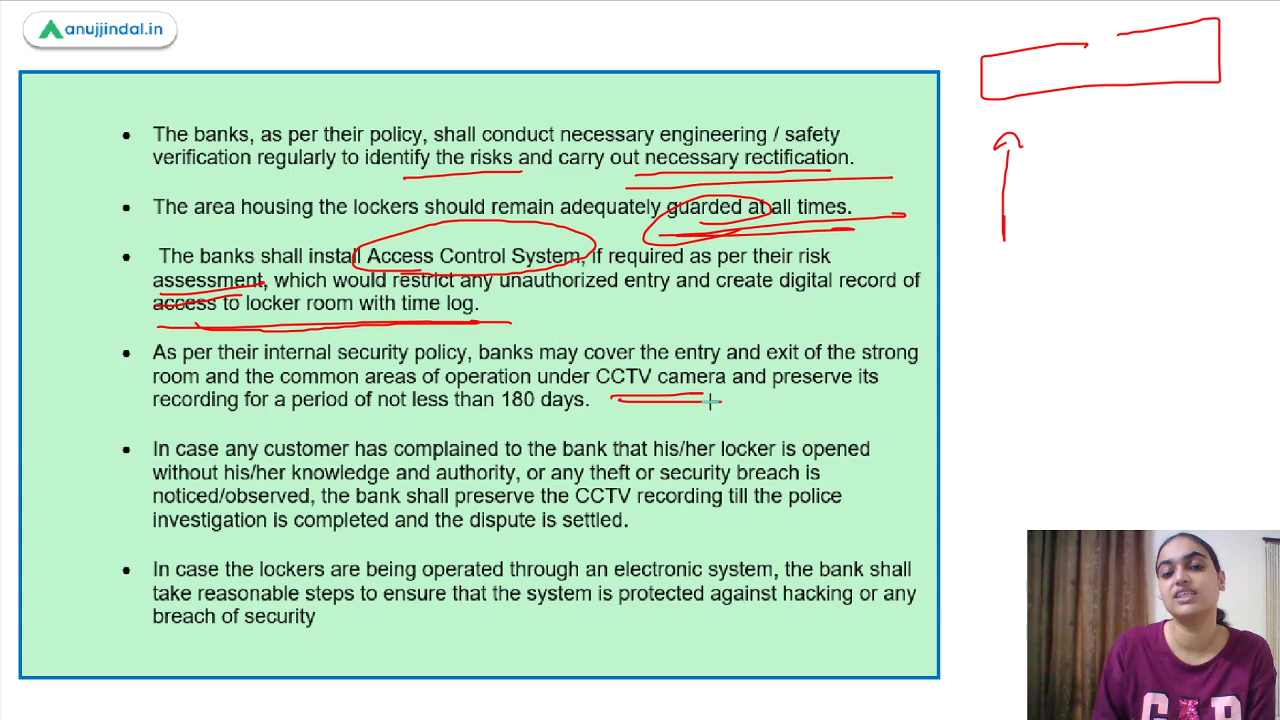 anujjindal.in
• The banks, as per their policy, shall conduct necessary engineering / safety
verification regularly to identify the risks and carry out necessary rectification.
• The area housing the lockers should remain adequately guarded at all times.
• The banks shall install Access Control System, if required as per their risk
assessment, which would restrict any unauthorized entry and create digital record of
access to locker room with time log.
• As per their internal security policy, banks may cover the entry and exit of the strong
room and the common areas of operation under CCTV camera and preserve its
recording for a period of not less than 180 days.
• In case any customer has complained to the bank that his/her locker is opened
without his/her knowledge and authority, or any theft or security breach is
noticed/observed, the bank shall preserve the CCTV recording till the police
investigation is completed and the dispute is settled.
• In case the lockers are being operated through an electronic system, the bank shall
take reasonable steps to ensure that the system is protected against hacking or any
breach of security